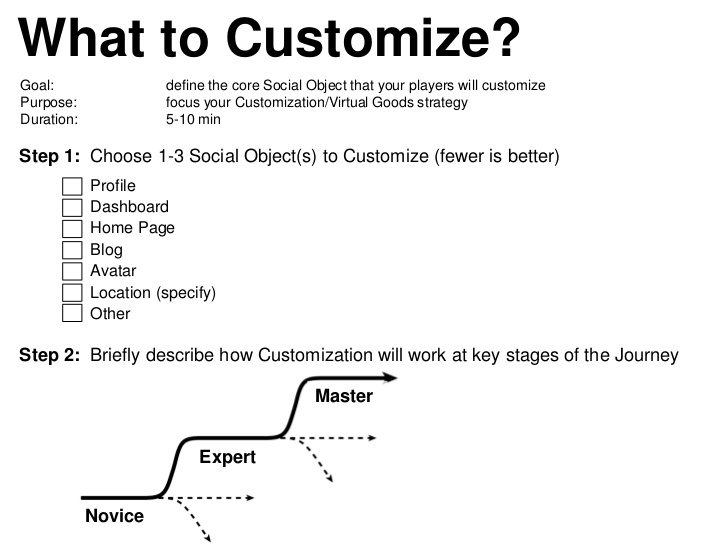 What to Customize?
Goal: define the core Social Object that your players will customize
Purpose: focus your Customization/Virtual Goods strategy
Duration: 5-10 min
Step 1: Choose 1-3 Social Object(s) to Customize (fewer is better)
Profile
Dashboard
Home Page
Blog
Avatar
Location (specify)
Other
Step 2: Briefly describe how Customization will work at key stages of the Journey
Master
Expert
Novice